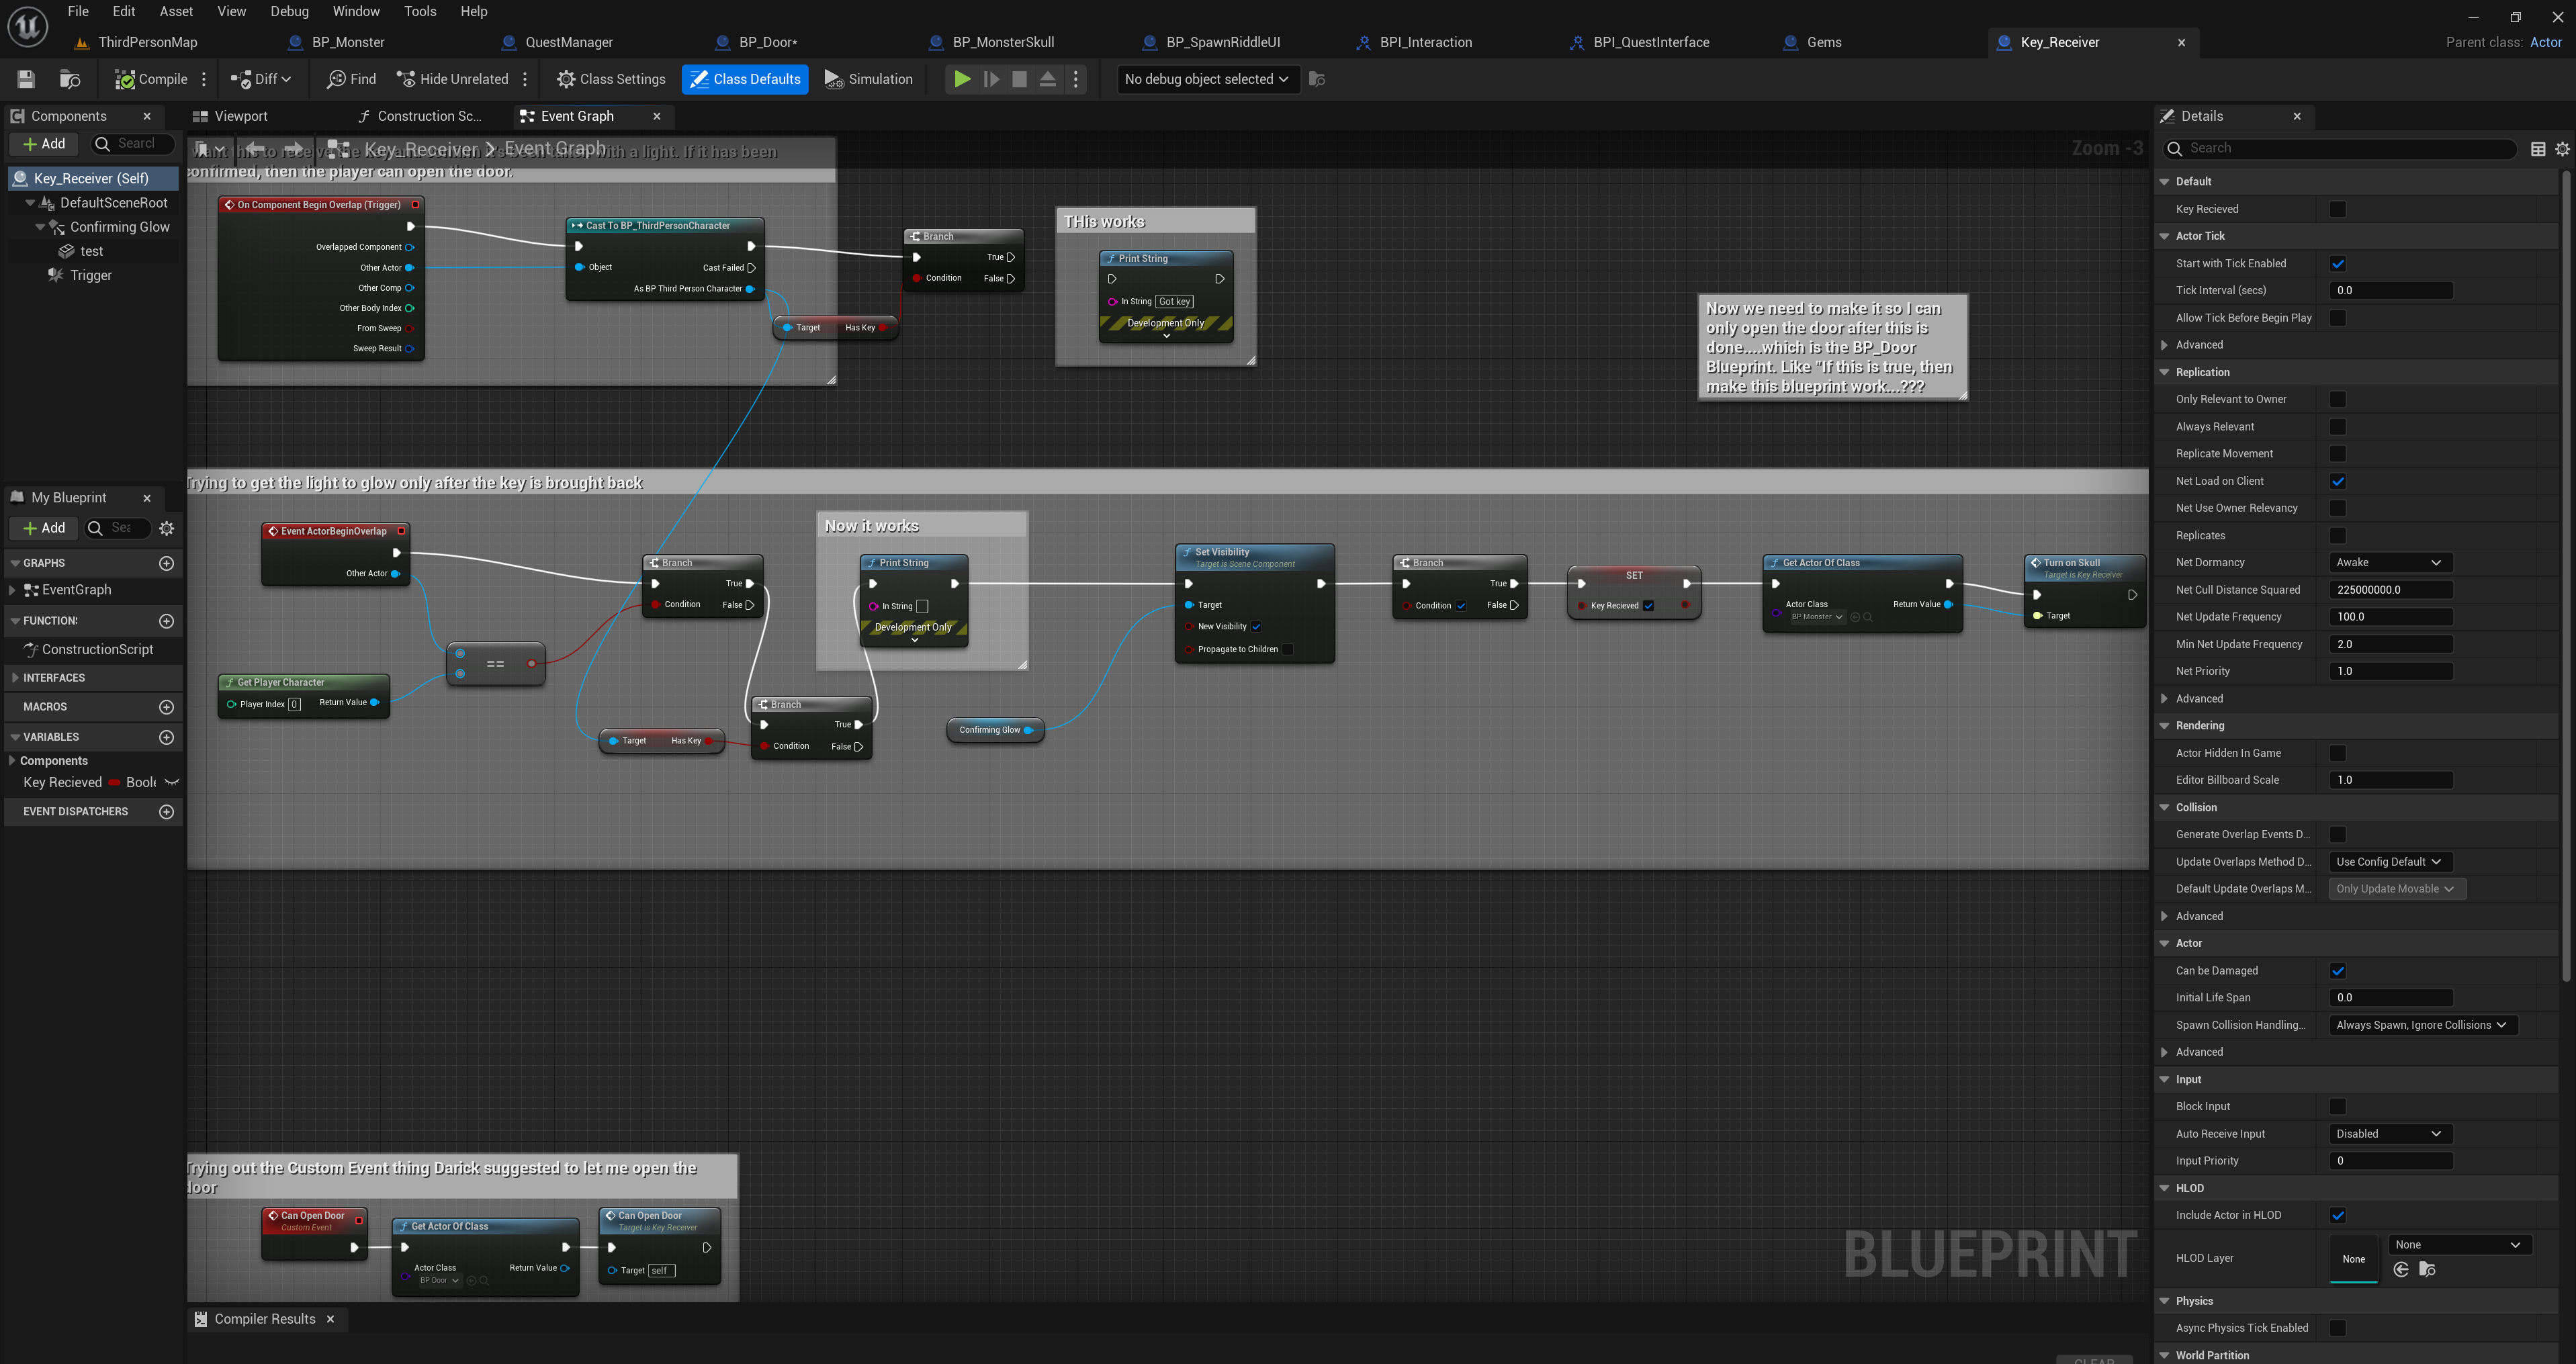 File Edit Asset View Debug Window Tools Help
ThirdPersonMap BP_Monster QuestManager BP_Door* BP_MonsterSkull BP_SpawnRiddleUI BPI_Interaction BPI_QuestInterface Gems Key_Receiver Parent class: Actor
Compile Diff Find Hide Unrelated Class Settings Class Defaults Simulation No debug object selected
Components
Add Search
Key_Receiver (Self)
DefaultSceneRoot
Confirming Glow
test
Trigger
My Blueprint
Add Sea
GRAPHS
EventGraph
FUNCTIONS
ConstructionScript
INTERFACES
MACROS
VARIABLES
Components
Key Recieved Boole
EVENT DISPATCHERS
Viewport Construction Sc... Event Graph
Key_Receiver > Event Graph Zoom -3
with a light. If it has been
onfirmed, then the player can open the door.
On Component Begin Overlap (Trigger)
Overlapped Component
Other Actor
Other Comp
Other Body Index
From Sweep
Sweep Result
Cast To BP_ThirdPersonCharacter
Object Cast Failed
As BP Third Person Character
Target Has Key
Branch
True
Condition False
THis works
Print String
In String Got key
Development Only
Now we need to make it so I can
only open the door after this is
done....which is the BP_Door
Blueprint. Like "If this is true, then
make this blueprint work...???
Trying to get the light to glow only after the key is brought back
Event ActorBeginOverlap
Other Actor
Get Player Character
Player Index 0 Return Value
==
Branch
True
Condition False
Target Has Key
Branch
True
Condition False
Now it works
Print String
In String
Development Only
Confirming Glow
Set Visibility
Target is Scene Component
Target
New Visibility
Propagate to Children
Branch
True
Condition False
SET
Key Recieved
Get Actor Of Class
Actor Class Return Value
BP Monster
Turn on Skull
Target is Key Receiver
Target
Trying out the Custom Event thing Darick suggested to let me open the
door
Can Open Door
Custom Event
Get Actor Of Class
Actor Class Return Value
BP Door
Can Open Door
Target is Key Receiver
Target self
BLUEPRINT
Compiler Results
CLEAR
Details
Search
Default
Key Recieved
Actor Tick
Start with Tick Enabled
Tick Interval (secs) 0.0
Allow Tick Before Begin Play
Advanced
Replication
Only Relevant to Owner
Always Relevant
Replicate Movement
Net Load on Client
Net Use Owner Relevancy
Replicates
Net Dormancy Awake
Net Cull Distance Squared 225000000.0
Net Update Frequency 100.0
Min Net Update Frequency 2.0
Net Priority 1.0
Advanced
Rendering
Actor Hidden In Game
Editor Billboard Scale 1.0
Collision
Generate Overlap Events D...
Update Overlaps Method D... Use Config Default
Default Update Overlaps M... Only Update Movable
Advanced
Actor
Can be Damaged
Initial Life Span 0.0
Spawn Collision Handling... Always Spawn, Ignore Collisions
Advanced
Input
Block Input
Auto Receive Input Disabled
Input Priority 0
HLOD
Include Actor in HLOD
HLOD Layer None None
Physics
Async Physics Tick Enabled
World Partition